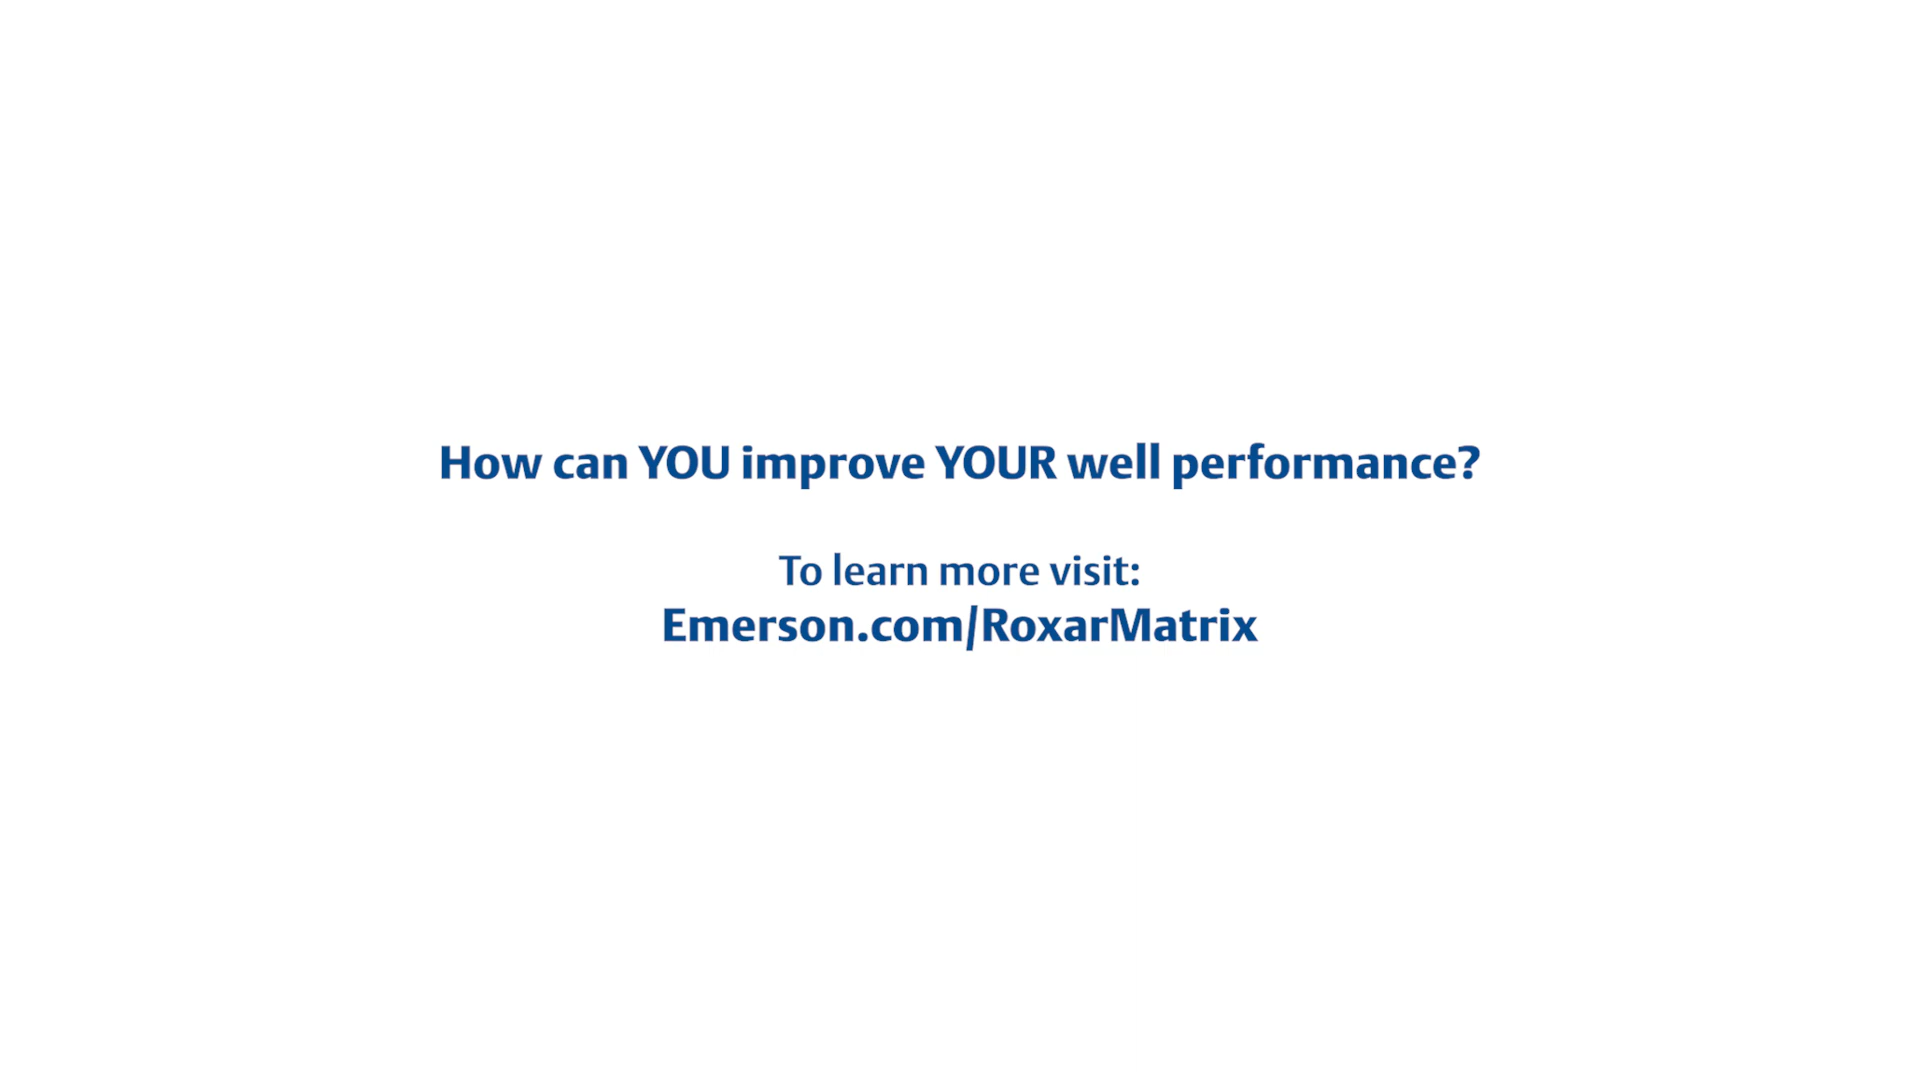 How can YOU improve YOUR well performance?
To learn more visit:
Emerson.com/RoxarMatrix